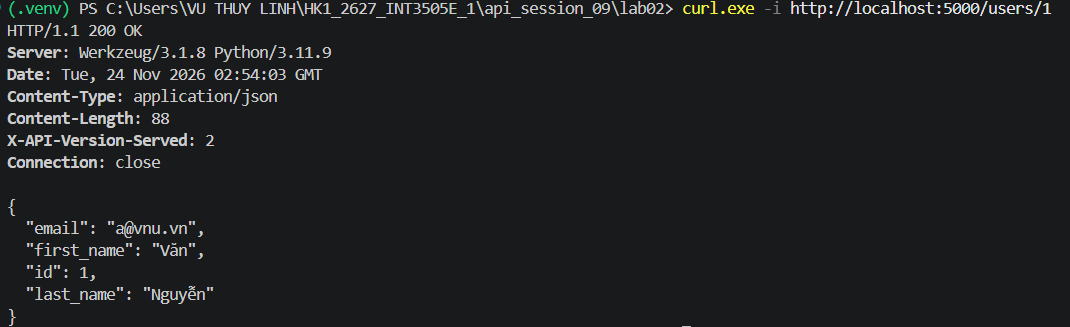 (.venv) PS C:\Users\VU THUY LINH\HK1_2627_INT3505E_1\api_session_09\lab02> curl.exe -i http://localhost:5000/users/1
HTTP/1.1 200 OK
Server: Werkzeug/3.1.8 Python/3.11.9
Date: Tue, 24 Nov 2026 02:54:03 GMT
Content-Type: application/json
Content-Length: 88
X-API-Version-Served: 2
Connection: close

{
  "email": "a@vnu.vn",
  "first_name": "Văn",
  "id": 1,
  "last_name": "Nguyễn"
}